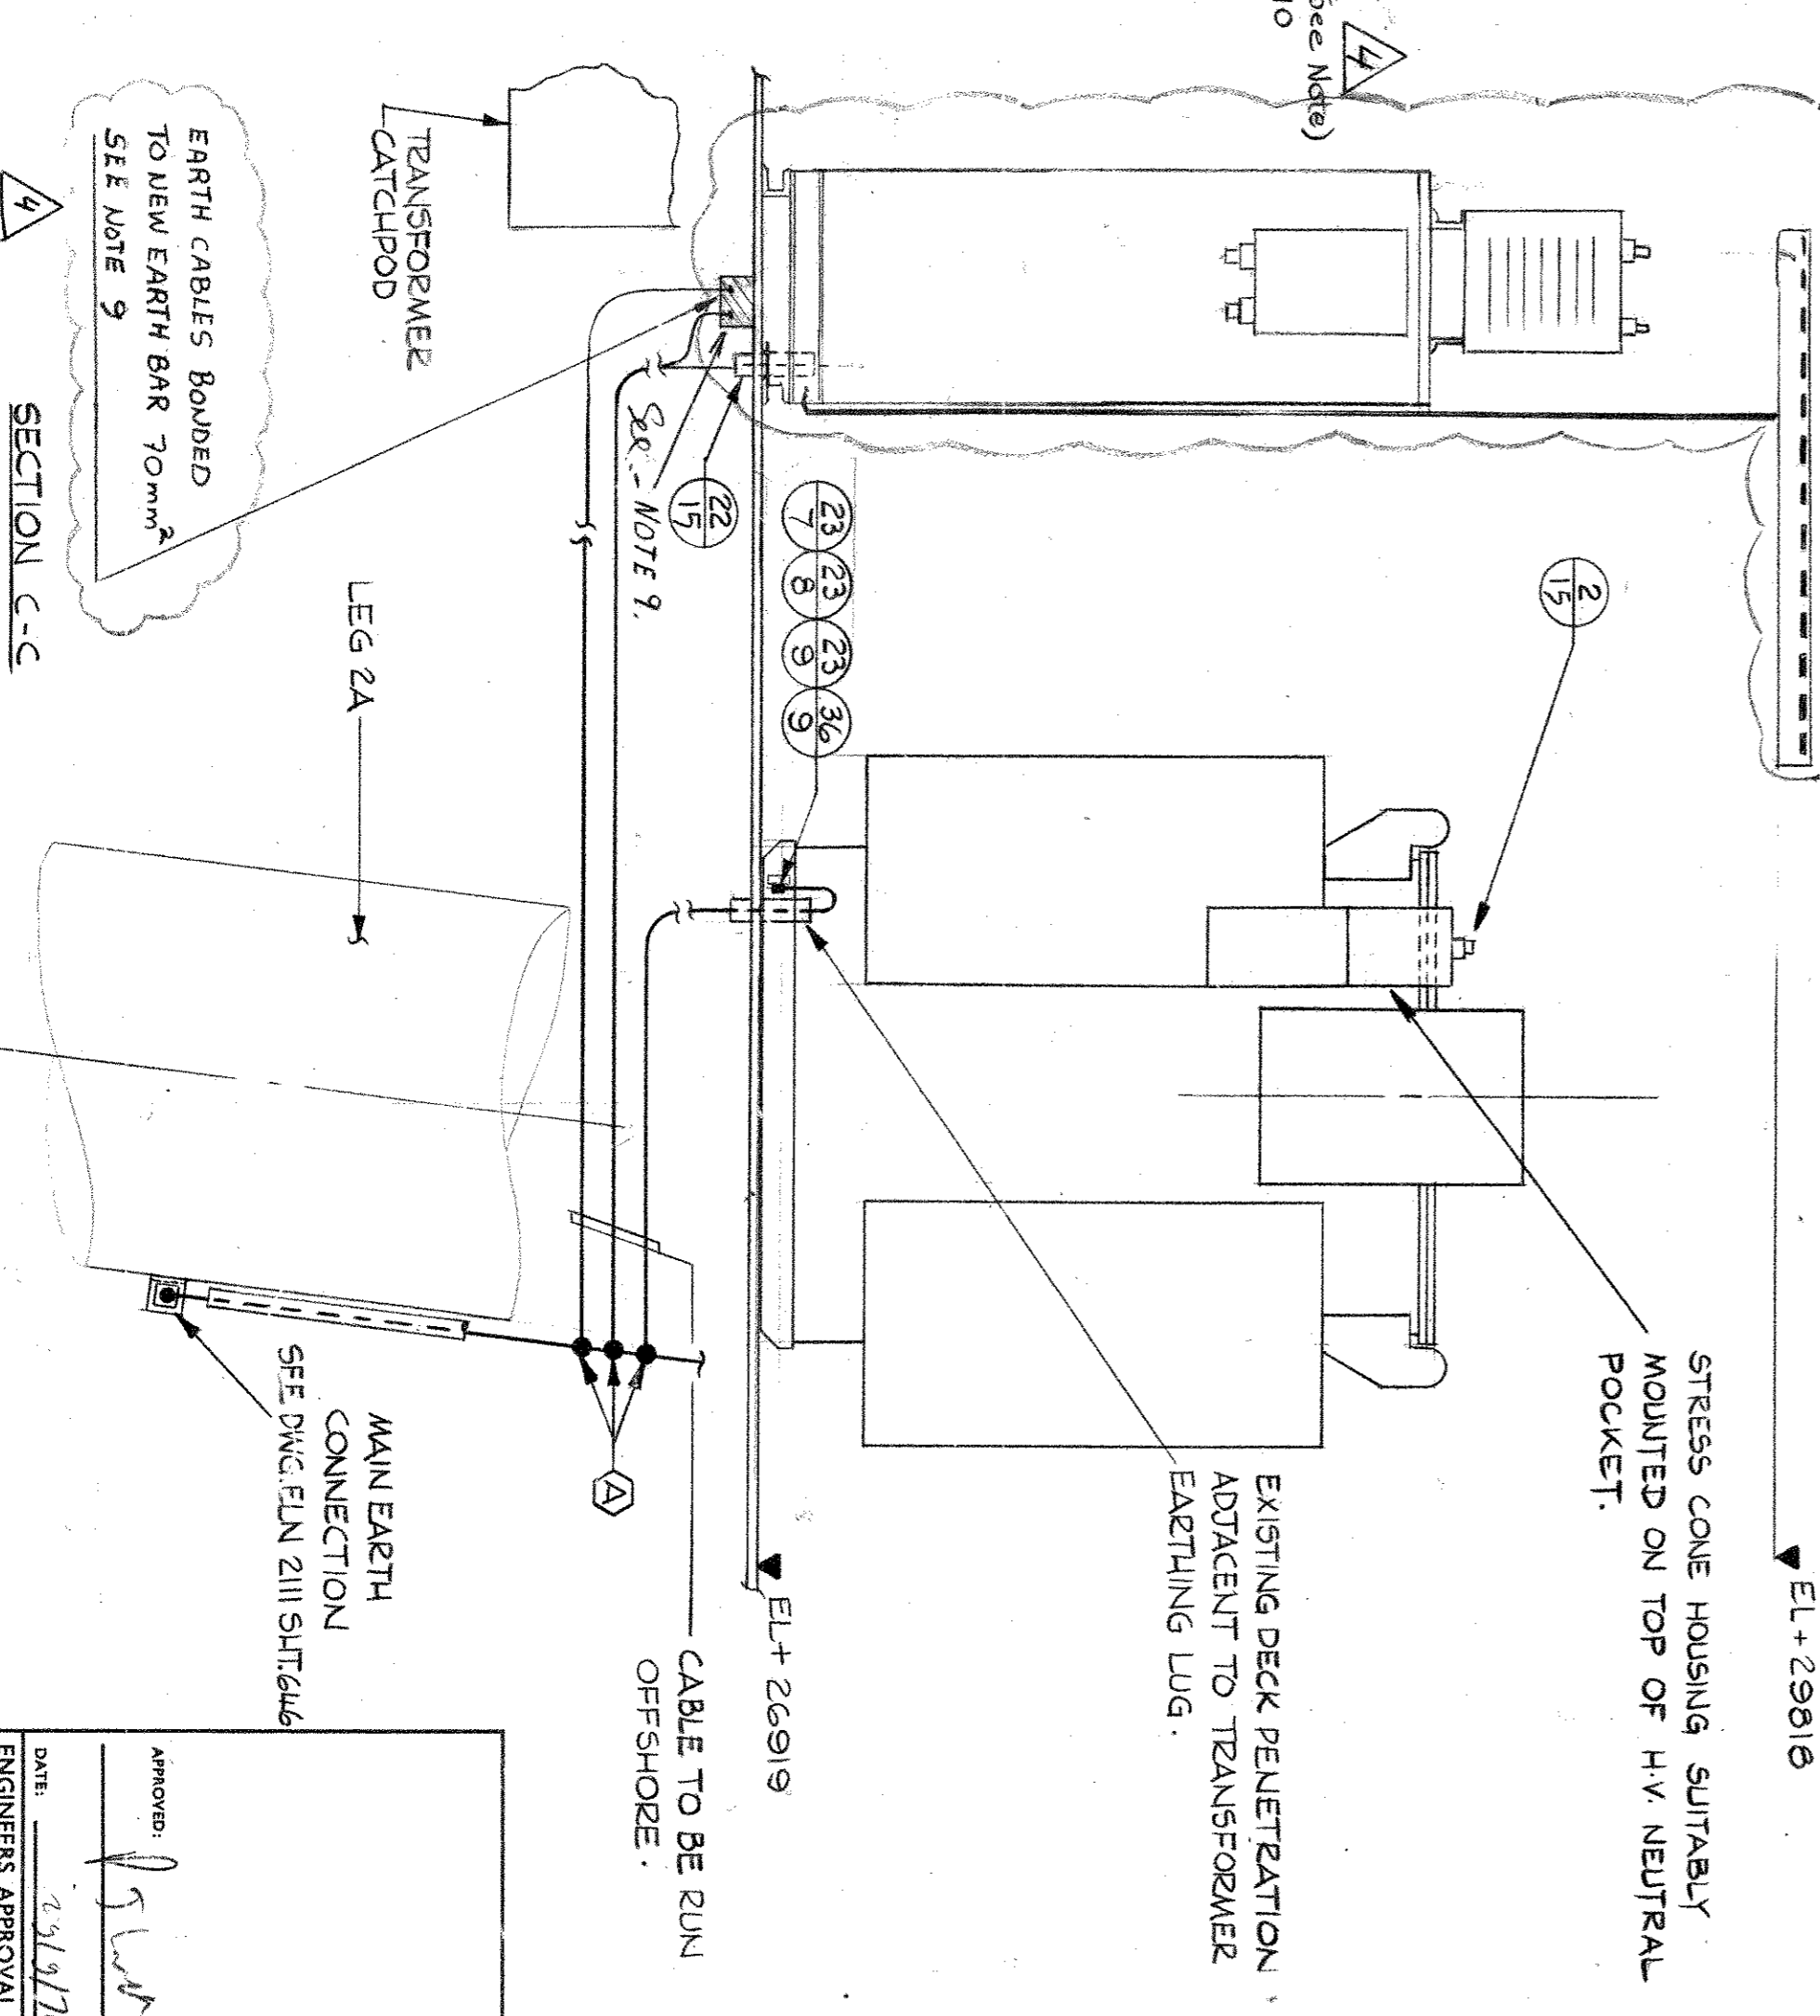 See Note)
10
4
EL+29818
STRESS CONE HOUSING SUITABLY
MOUNTED ON TOP OF H.V. NEUTRAL
POCKET.
2
15
EXISTING DECK PENETRATION
ADJACENT TO TRANSFORMER
EARTHING LUG.
23
7
23
8
23
9
36
9
22
15
EL+ 26919
See - NOTE 9.
CABLE TO BE RUN
OFFSHORE.
TRANSFORMER
CATCHPOD
A
LEG 2A
MAIN EARTH
CONNECTION
SEE DWG.ELN 2111 SHT.646
EARTH CABLES BONDED
TO NEW EARTH BAR 70mm²
SEE NOTE 9
4
SECTION C-C
APPROVED:
DATE:
ENGINEERS APPROVAL